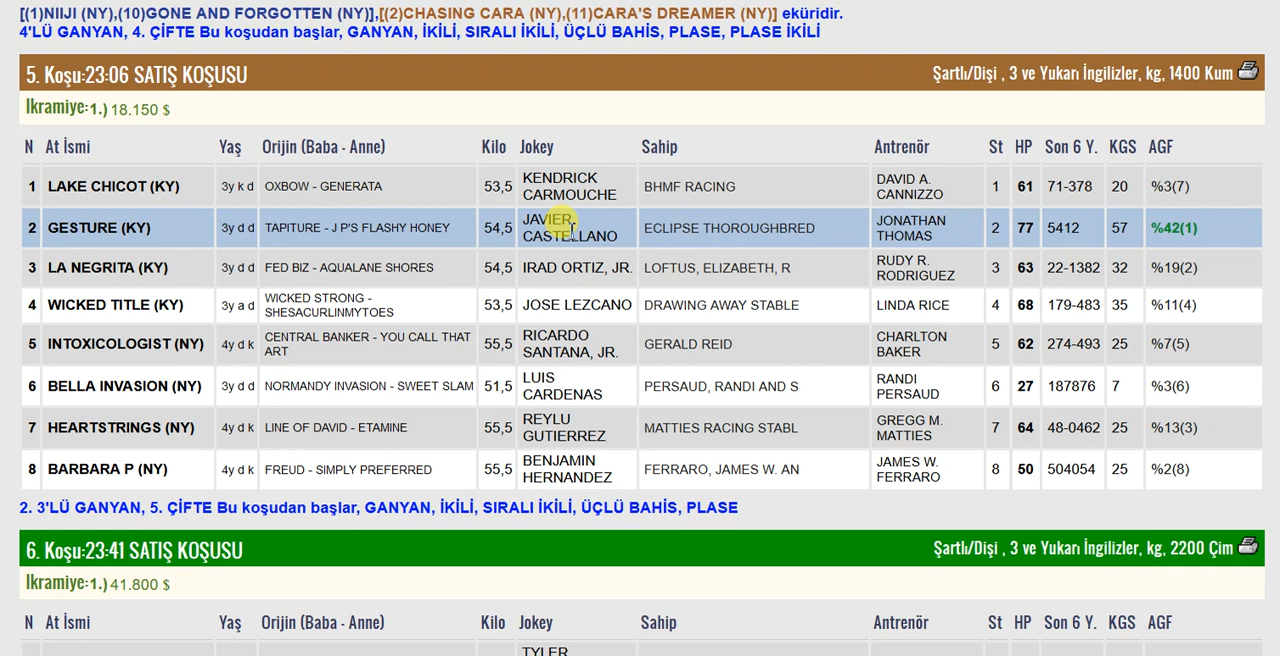 [(1)NIIJI (NY),(10)GONE AND FORGOTTEN (NY)],[(2)CHASING CARA (NY),(11)CARA'S DREAMER (NY)] eküridir.
4'LÜ GANYAN, 4. ÇİFTE Bu koşudan başlar, GANYAN, İKİLİ, SIRALI İKİLİ, ÜÇLÜ BAHİS, PLASE, PLASE İKİLİ
5. Koşu:23:06 SATIŞ KOŞUSU Şartlı/Dişi , 3 ve Yukarı İngilizler, kg, 1400 Kum
Ikramiye:1.) 18.150 $
N At İsmi Yaş Orijin (Baba - Anne) Kilo Jokey Sahip Antrenör St HP Son 6 Y. KGS AGF
1 LAKE CHICOT (KY) 3y k d OXBOW - GENERATA 53,5 KENDRICK CARMOUCHE BHMF RACING DAVID A. CANNIZZO 1 61 71-378 20 %3(7)
2 GESTURE (KY) 3y d d TAPITURE - J P'S FLASHY HONEY 54,5 JAVIER CASTELLANO ECLIPSE THOROUGHBRED JONATHAN THOMAS 2 77 5412 57 %42(1)
3 LA NEGRITA (KY) 3y d d FED BIZ - AQUALANE SHORES 54,5 IRAD ORTIZ, JR. LOFTUS, ELIZABETH, R RUDY R. RODRIGUEZ 3 63 22-1382 32 %19(2)
4 WICKED TITLE (KY) 3y a d WICKED STRONG - SHESACURLINMYTOES 53,5 JOSE LEZCANO DRAWING AWAY STABLE LINDA RICE 4 68 179-483 35 %11(4)
5 INTOXICOLOGIST (NY) 4y d k CENTRAL BANKER - YOU CALL THAT ART 55,5 RICARDO SANTANA, JR. GERALD REID CHARLTON BAKER 5 62 274-493 25 %7(5)
6 BELLA INVASION (NY) 3y d d NORMANDY INVASION - SWEET SLAM 51,5 LUIS CARDENAS PERSAUD, RANDI AND S RANDI PERSAUD 6 27 187876 7 %3(6)
7 HEARTSTRINGS (NY) 4y d k LINE OF DAVID - ETAMINE 55,5 REYLU GUTIERREZ MATTIES RACING STABL GREGG M. MATTIES 7 64 48-0462 25 %13(3)
8 BARBARA P (NY) 4y d k FREUD - SIMPLY PREFERRED 55,5 BENJAMIN HERNANDEZ FERRARO, JAMES W. AN JAMES W. FERRARO 8 50 504054 25 %2(8)
2. 3'LÜ GANYAN, 5. ÇİFTE Bu koşudan başlar, GANYAN, İKİLİ, SIRALI İKİLİ, ÜÇLÜ BAHİS, PLASE
6. Koşu:23:41 SATIŞ KOŞUSU Şartlı/Dişi , 3 ve Yukarı İngilizler, kg, 2200 Çim
Ikramiye:1.) 41.800 $
N At İsmi Yaş Orijin (Baba - Anne) Kilo Jokey Sahip Antrenör St HP Son 6 Y. KGS AGF
TYLER